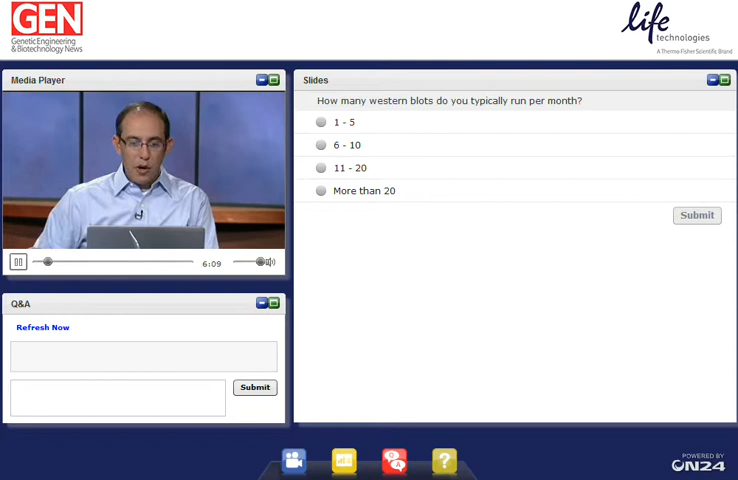 GEN
Genetic Engineering
& Biotechnology News
life
technologies
A Thermo Fisher Scientific Brand
Media Player
Slides
How many western blots do you typically run per month?
1 - 5
6 - 10
11 - 20
More than 20
Submit
6:09
Q&A
Refresh Now
Submit
Q
A
?
POWERED BY
ON24